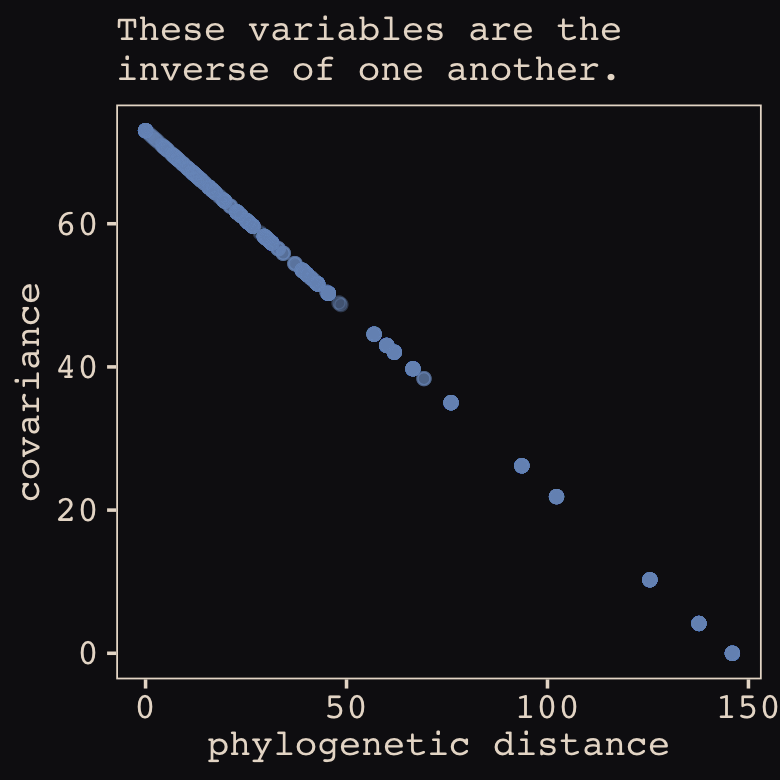 These variables are the
inverse of one another.
60
40
20
0
covariance
0 50 100 150
phylogenetic distance